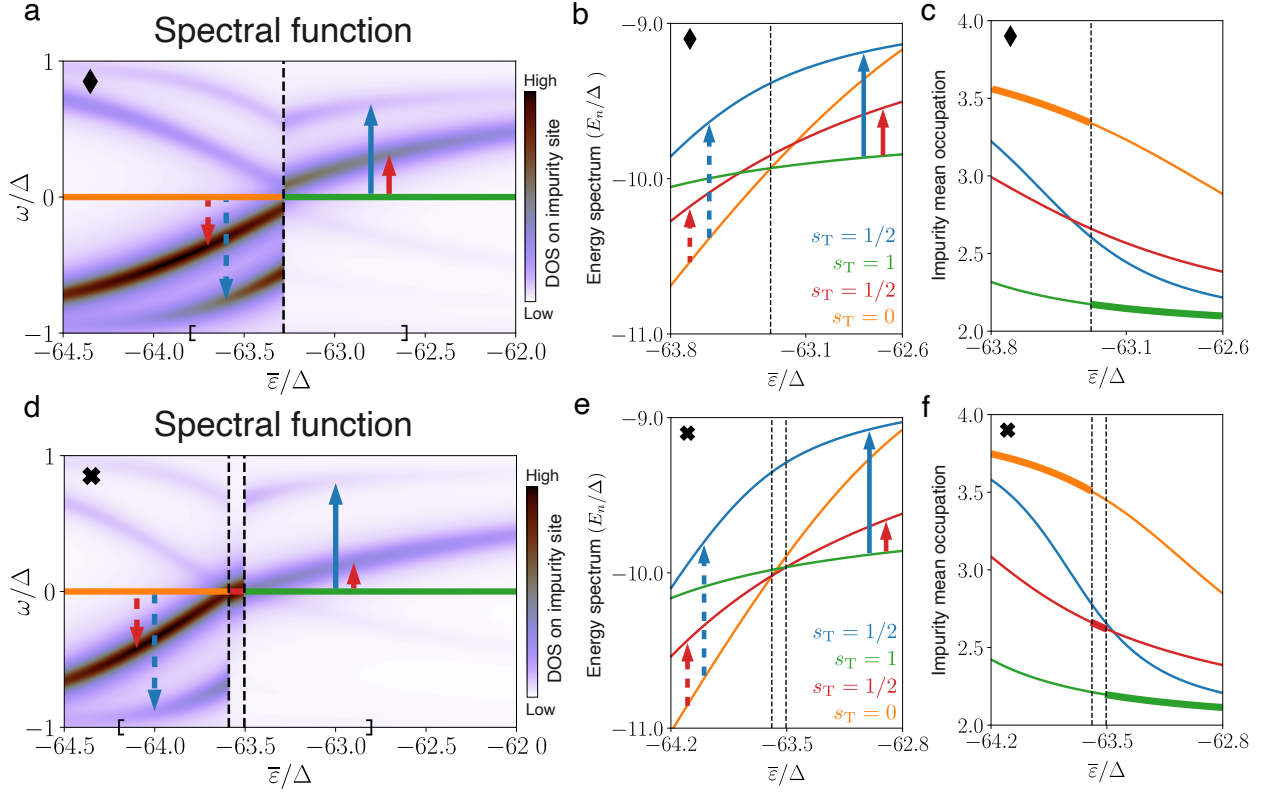 a
Spectral function
1
0
−1
ω/Δ
−64.5
−64.0
−63.5
−63.0
−62.5
−62.0
ε̅/Δ
High
DOS on impurity site
Low
b
−9.0
−10.0
−11.0
Energy spectrum (Eₙ/Δ)
s_T = 1/2
s_T = 1
s_T = 1/2
s_T = 0
−63.8
−63.1
−62.6
ε̅/Δ
c
4.0
3.5
3.0
2.5
2.0
Impurity mean occupation
−63.8
−63.1
−62.6
ε̅/Δ
d
Spectral function
1
0
−1
ω/Δ
−64.5
−64.0
−63.5
−63.0
−62.5
−62 0
ε̅/Δ
High
DOS on impurity site
Low
e
−9.0
−10.0
−11.0
Energy spectrum (Eₙ/Δ)
s_T = 1/2
s_T = 1
s_T = 1/2
s_T = 0
−64.2
−63.5
−62.8
ε̅/Δ
f
4.0
3.5
3.0
2.5
2.0
Impurity mean occupation
−64.2
−63.5
−62.8
ε̅/Δ